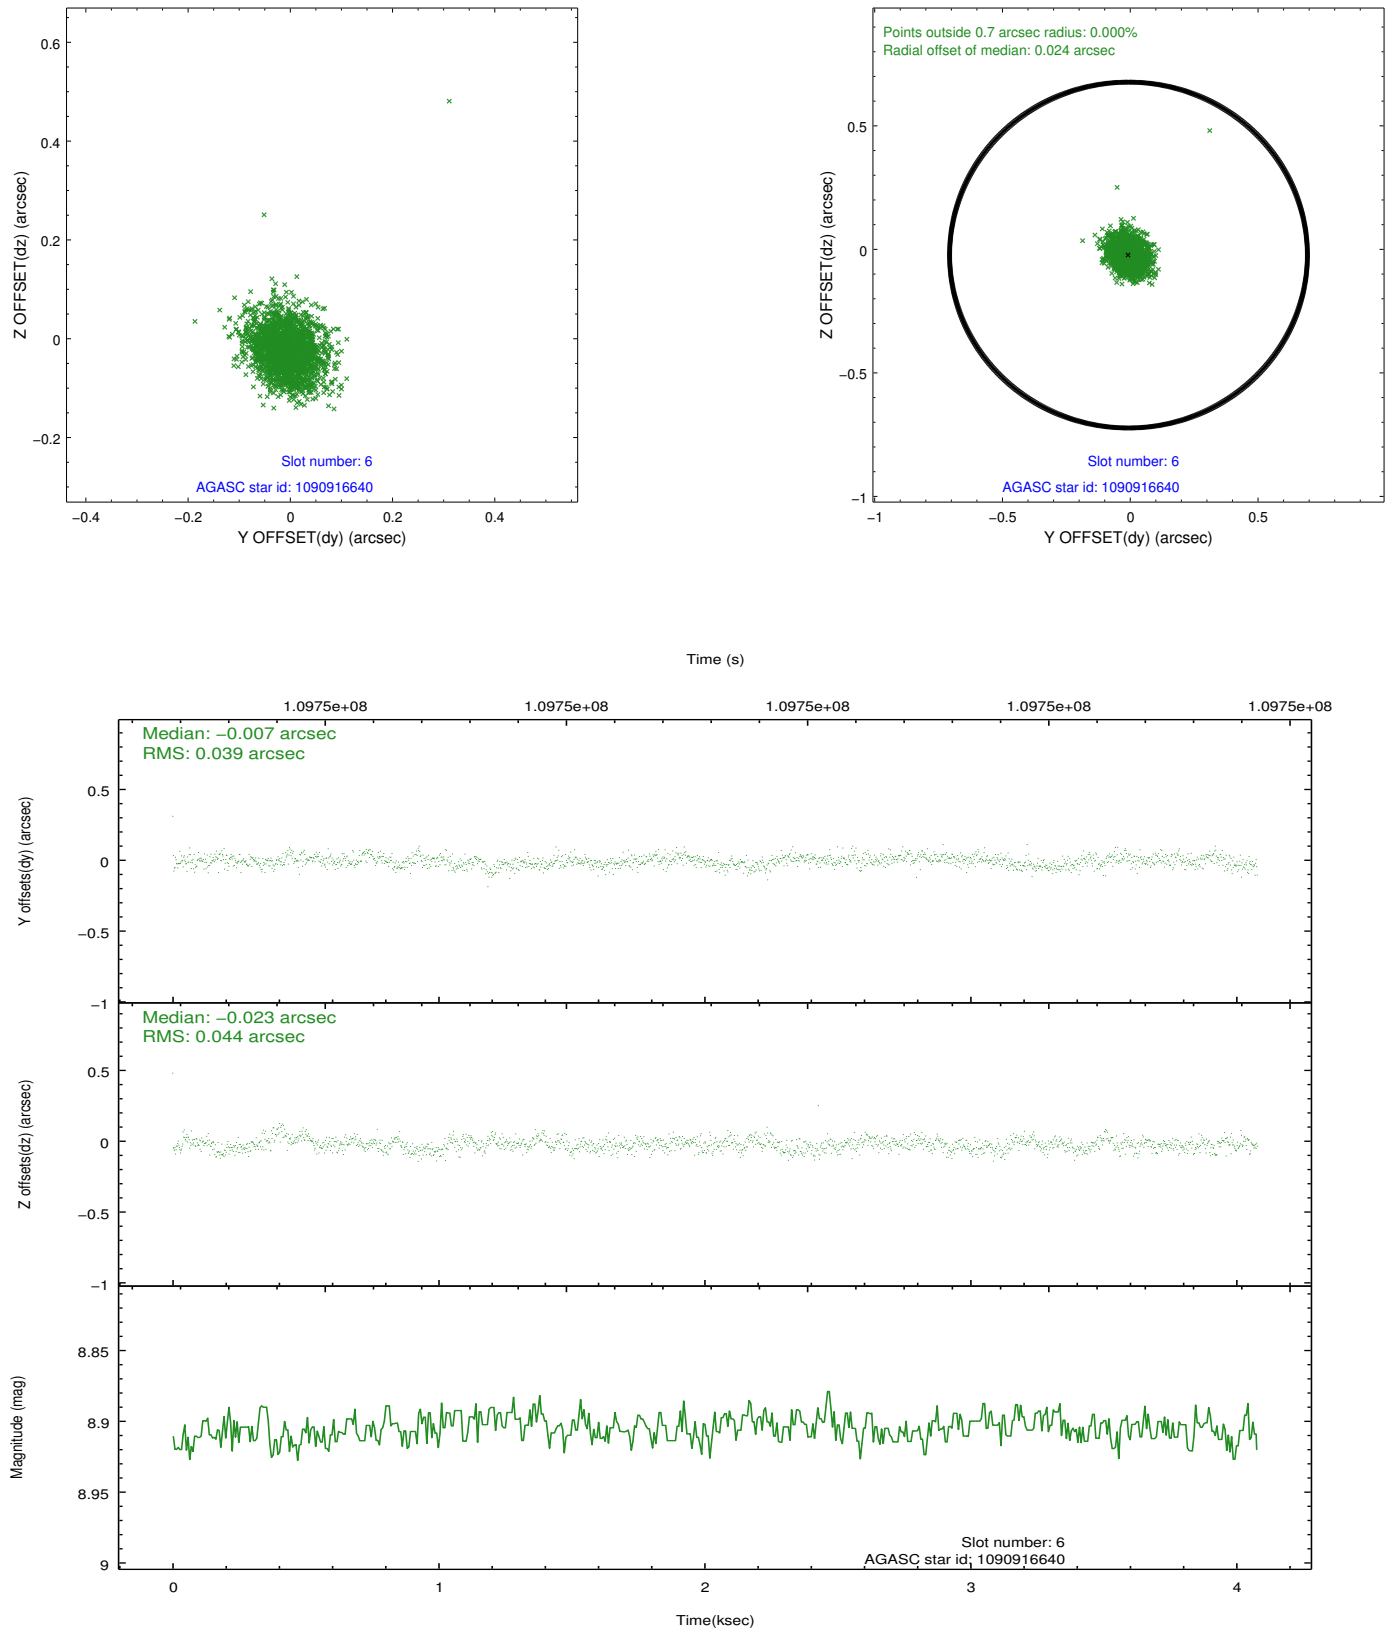 0.6
0.4
0.2
0
−0.2
Z OFFSET(dz) (arcsec)
Slot number: 6
AGASC star id: 1090916640
−0.4
−0.2
0
0.2
0.4
Y OFFSET(dy) (arcsec)
Points outside 0.7 arcsec radius: 0.000%
Radial offset of median: 0.024 arcsec
0.5
0
−0.5
−1
Z OFFSET(dz) (arcsec)
Slot number: 6
AGASC star id: 1090916640
−1
−0.5
0
0.5
Y OFFSET(dy) (arcsec)
Time (s)
1.0975e+08
1.0975e+08
1.0975e+08
1.0975e+08
1.0975e+08
Median: −0.007 arcsec
RMS: 0.039 arcsec
0.5
0
−0.5
−1
Y offsets(dy) (arcsec)
Median: −0.023 arcsec
RMS: 0.044 arcsec
0.5
0
−0.5
−1
Z offsets(dz) (arcsec)
8.85
8.9
8.95
9
Magnitude (mag)
Slot number: 6
AGASC star id: 1090916640
0
1
2
3
4
Time(ksec)